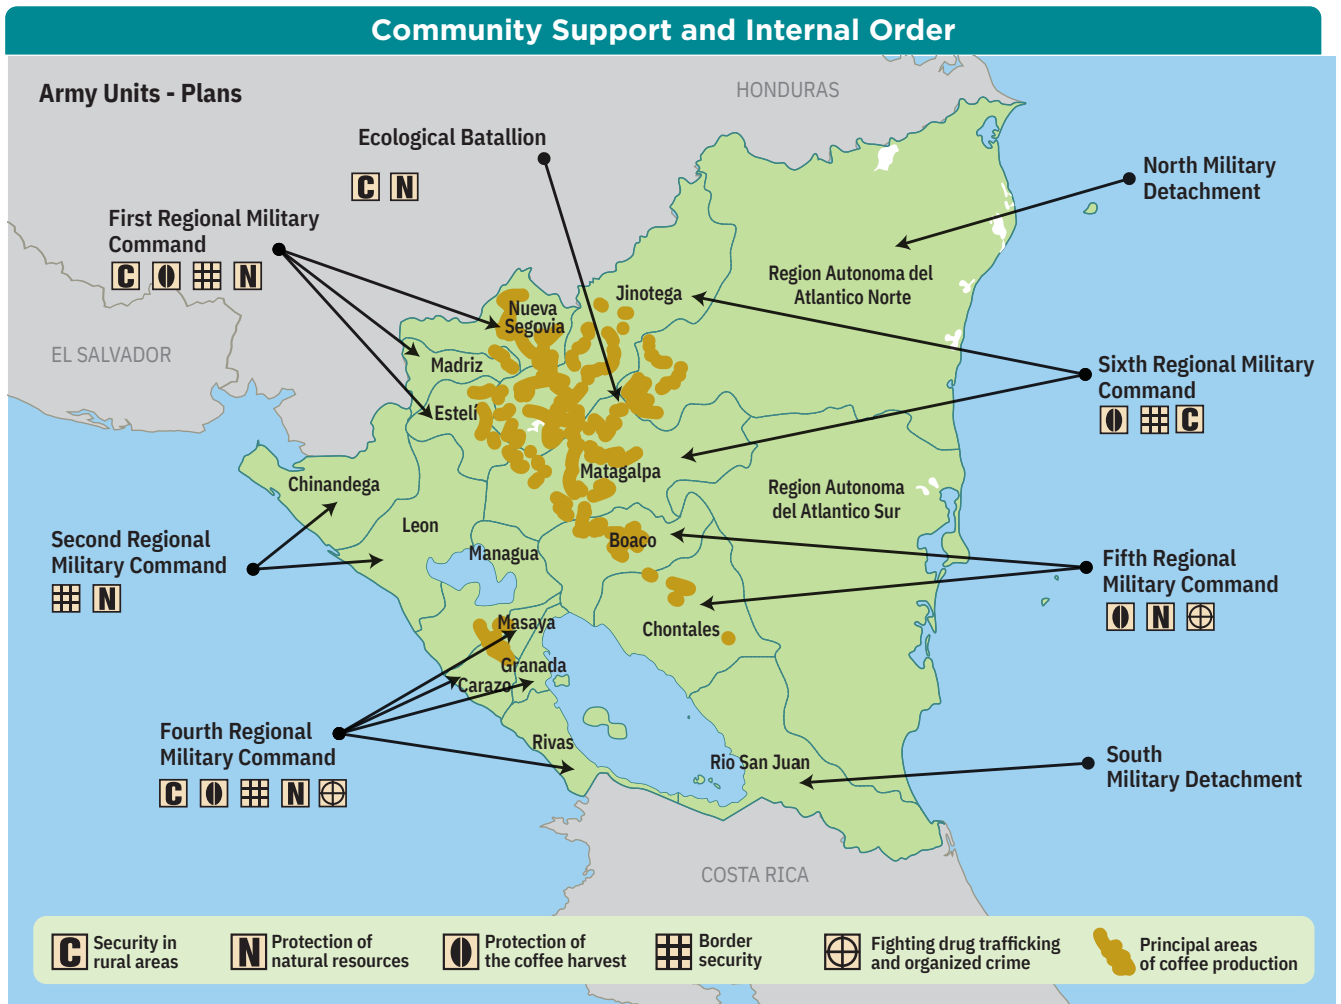 Community Support and Internal Order
Army Units - Plans
HONDURAS
Ecological Batallion
C N
North Military
Detachment
First Regional Military
Command
C N
Region Autonoma del
Atlantico Norte
Jinotega
Nueva
Segovia
EL SALVADOR
Madriz
Sixth Regional Military
Command
C
Estelí
Matagalpa
Chinandega
Region Autonoma
del Atlantico Sur
Leon
Second Regional
Military Command
N
Managua
Boaco
Fifth Regional
Military Command
N
Masaya
Chontales
Granada
Carazo
Fourth Regional
Military Command
C N
Rivas
Rio San Juan
South
Military Detachment
COSTA RICA
C Security in
rural areas
N Protection of
natural resources
Protection of
the coffee harvest
Border
security
Fighting drug trafficking
and organized crime
Principal areas
of coffee production